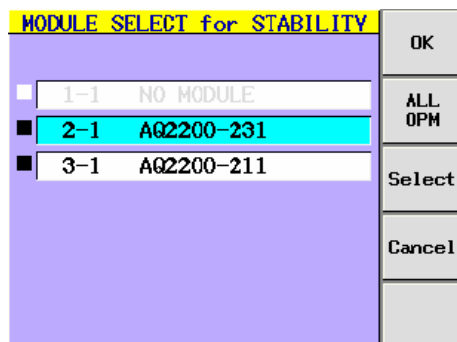 MODULE SELECT for STABILITY
1-1 NO MODULE
2-1 AQ2200-231
3-1 AQ2200-211
OK
ALL
OPM
Select
Cancel